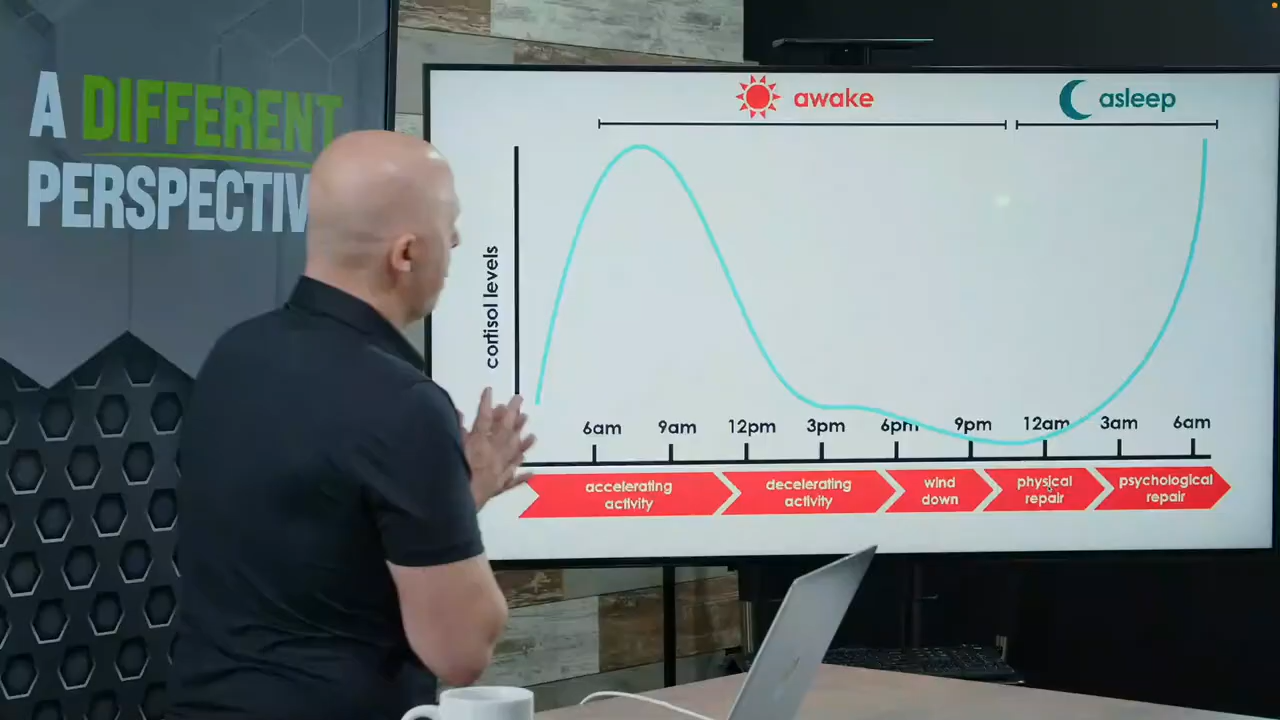 A DIFFERENT
PERSPECTIV
awake
asleep
cortisol levels
6am 9am 12pm 3pm 6pm 9pm 12am 3am 6am
accelerating
activity
decelerating
activity
wind
down
physical
repair
psychological
repair